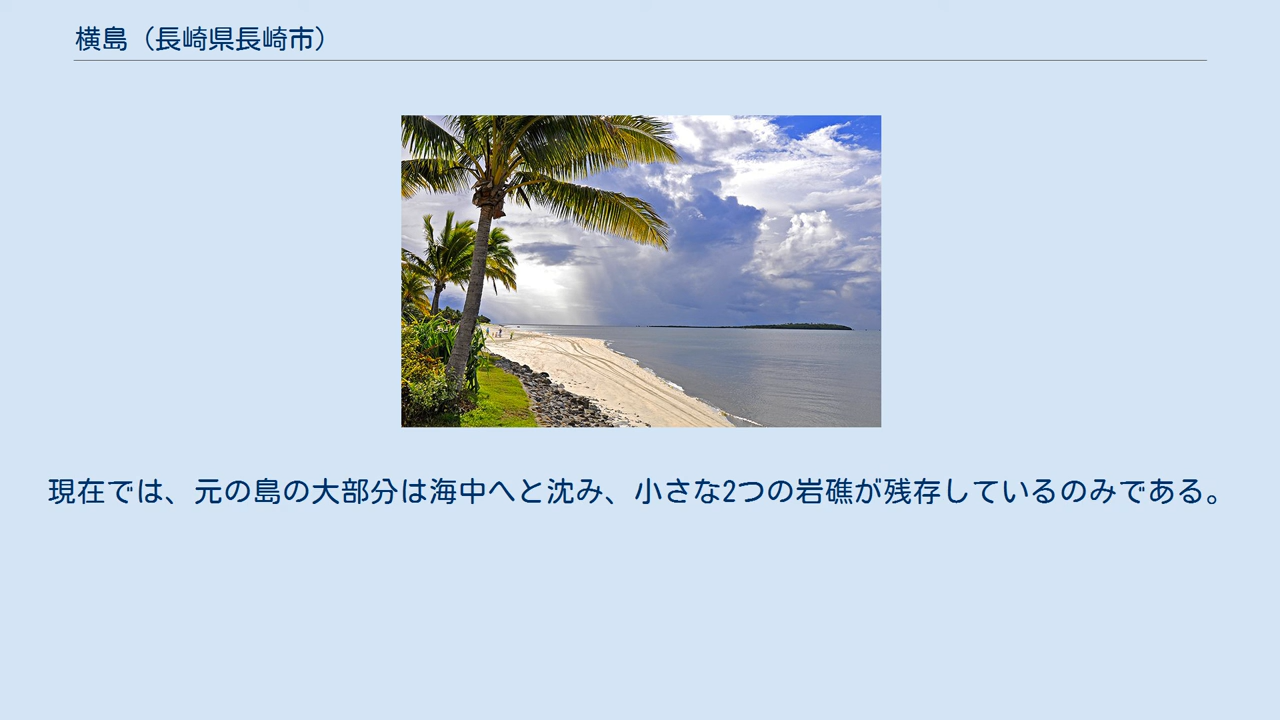 横島（長崎県長崎市）
現在では、元の島の大部分は海中へと沈み、小さな2つの岩礁が残存しているのみである。